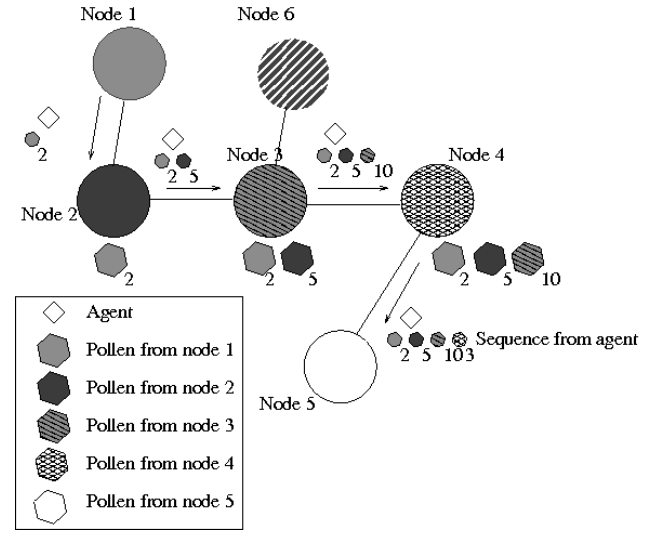 Node 1
Node 6
2
2 5
Node 3
2 5 10
Node 4
Node 2
2
2 5
2 5 10
2 5 10 3 Sequence from agent
Node 5
Agent
Pollen from node 1
Pollen from node 2
Pollen from node 3
Pollen from node 4
Pollen from node 5